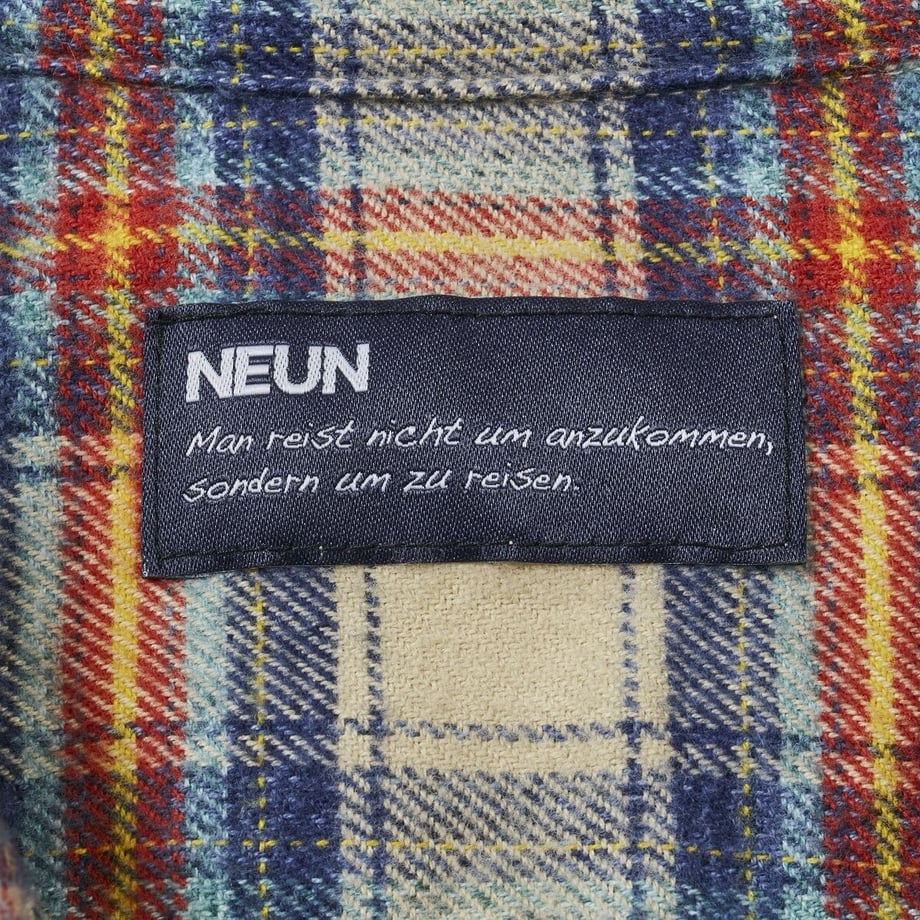 NEUN
Man reist nicht um anzukommen,
sondern um zu reisen.